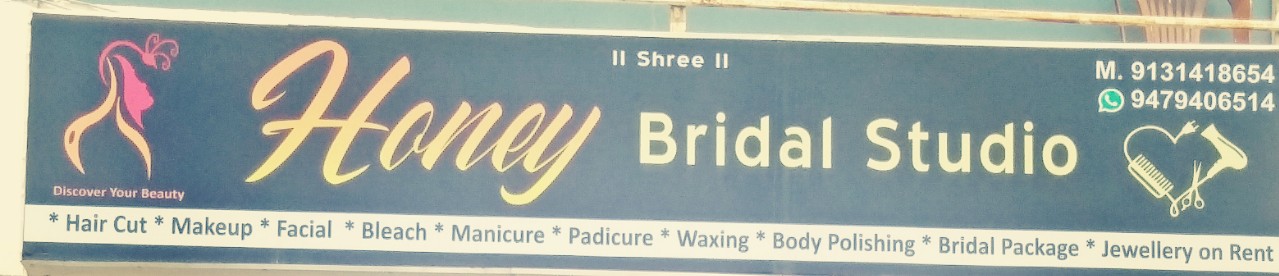 II Shree II
M. 9131418654
9479406514
Honey Bridal Studio
Discover Your Beauty
* Hair Cut * Makeup * Facial * Bleach * Manicure * Padicure * Waxing * Body Polishing * Bridal Package * Jewellery on Rent